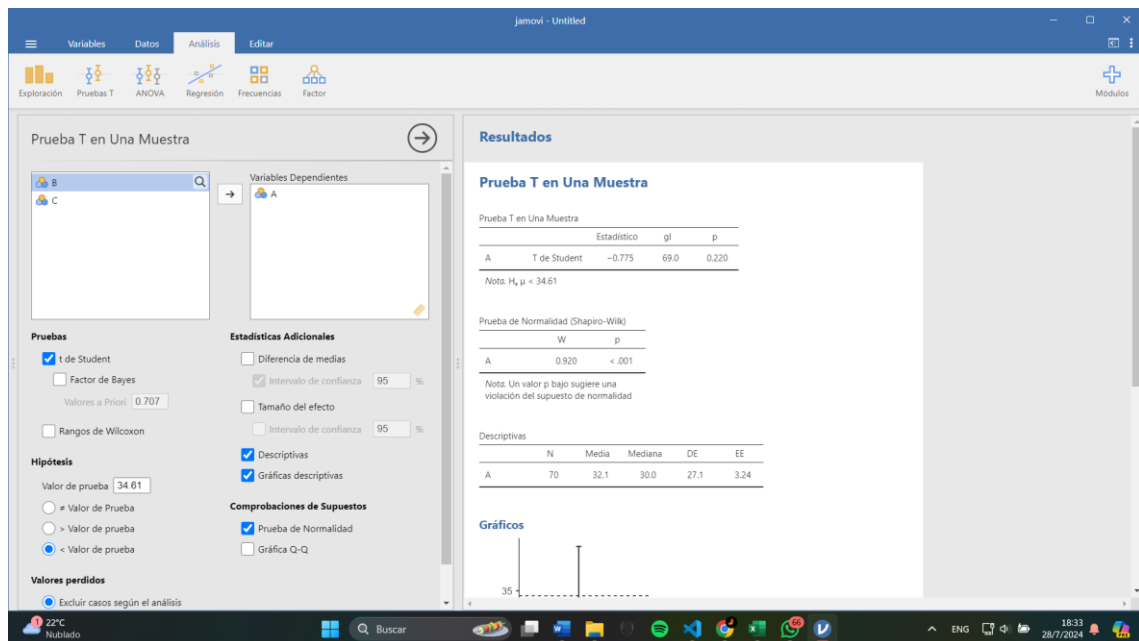 jamovi - Untitled
Variables Datos Análisis Editar
Exploración Pruebas T ANOVA Regresión Frecuencias Factor Módulos
Prueba T en Una Muestra
B
C
Variables Dependientes
A
Pruebas
t de Student
Factor de Bayes
Valores a Priori 0.707
Rangos de Wilcoxon
Hipótesis
Valor de prueba 34.61
≠ Valor de Prueba
> Valor de prueba
< Valor de prueba
Valores perdidos
Excluir casos según el análisis
Estadísticas Adicionales
Diferencia de medias
Intervalo de confianza 95 %
Tamaño del efecto
Intervalo de confianza 95 %
Descriptivas
Gráficas descriptivas
Comprobaciones de Supuestos
Prueba de Normalidad
Gráfica Q-Q
Resultados
Prueba T en Una Muestra
Prueba T en Una Muestra
Estadístico gl p
A T de Student −0.775 69.0 0.220
Nota. Hₐ μ < 34.61
Prueba de Normalidad (Shapiro-Wilk)
W p
A 0.920 < .001
Nota. Un valor p bajo sugiere una
violación del supuesto de normalidad
Descriptivas
N Media Mediana DE EE
A 70 32.1 30.0 27.1 3.24
Gráficos
35
1
22°C
Nublado
Buscar
66
ENG
18:33
28/7/2024